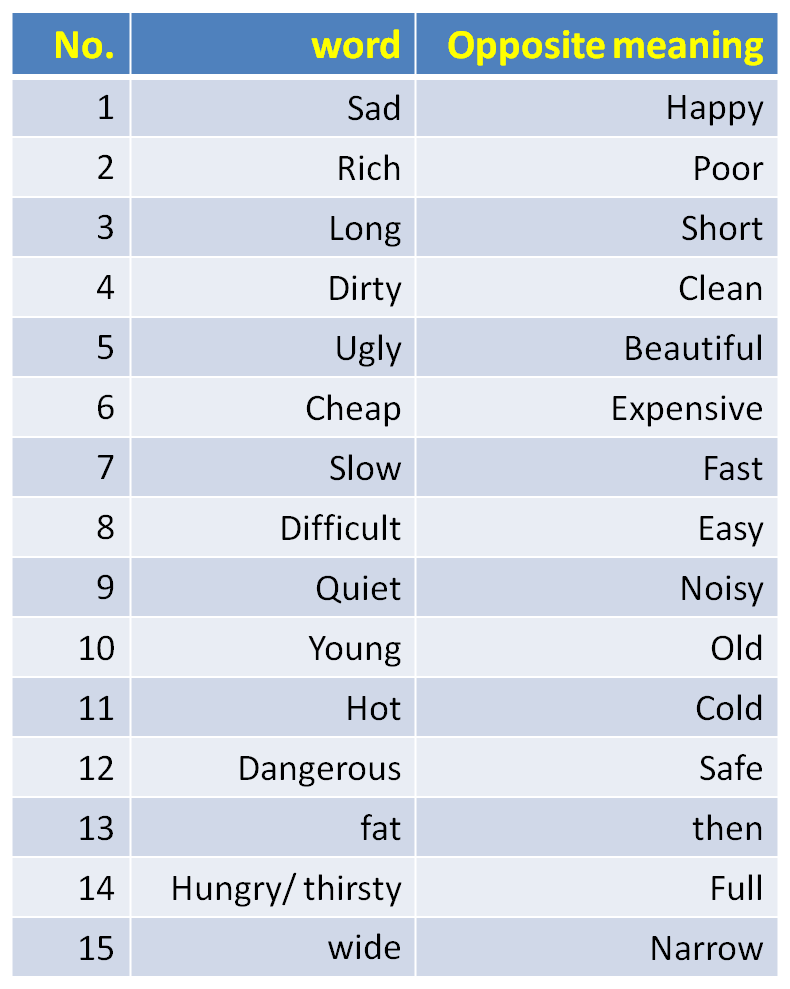 No. word Opposite meaning
1 Sad Happy
2 Rich Poor
3 Long Short
4 Dirty Clean
5 Ugly Beautiful
6 Cheap Expensive
7 Slow Fast
8 Difficult Easy
9 Quiet Noisy
10 Young Old
11 Hot Cold
12 Dangerous Safe
13 fat then
14 Hungry/ thirsty Full
15 wide Narrow